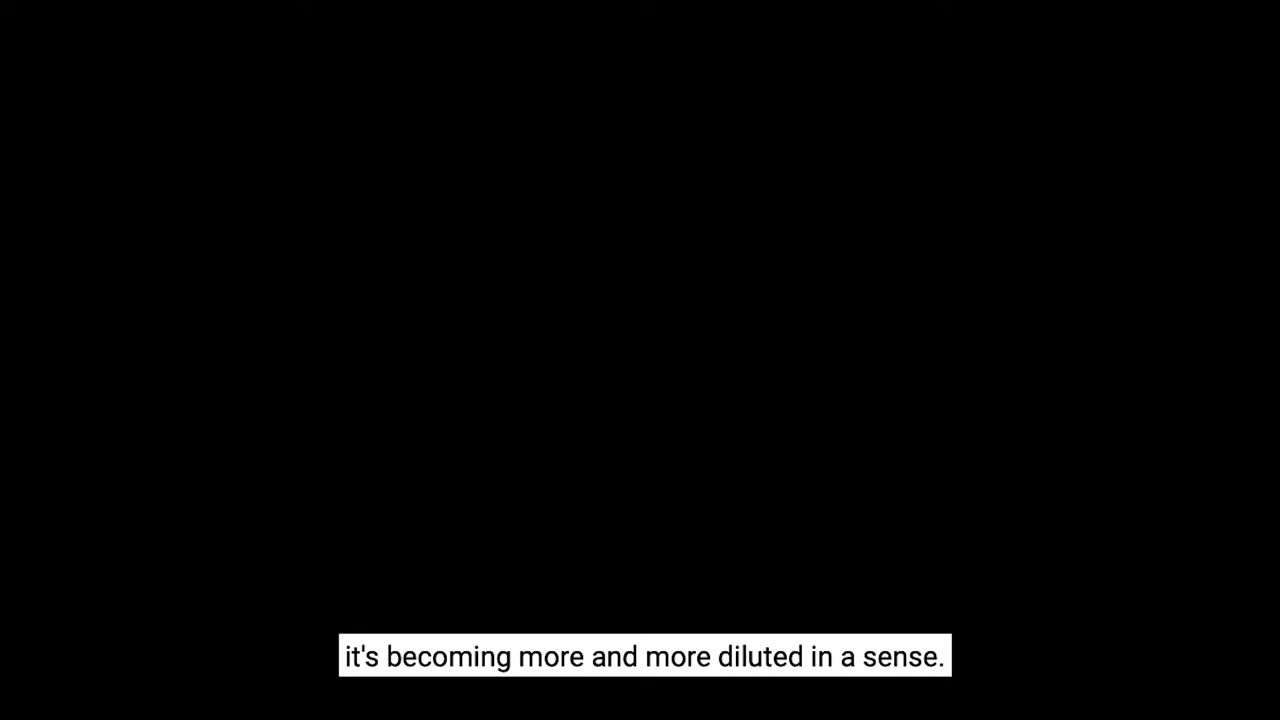 it's becoming more and more diluted in a sense.